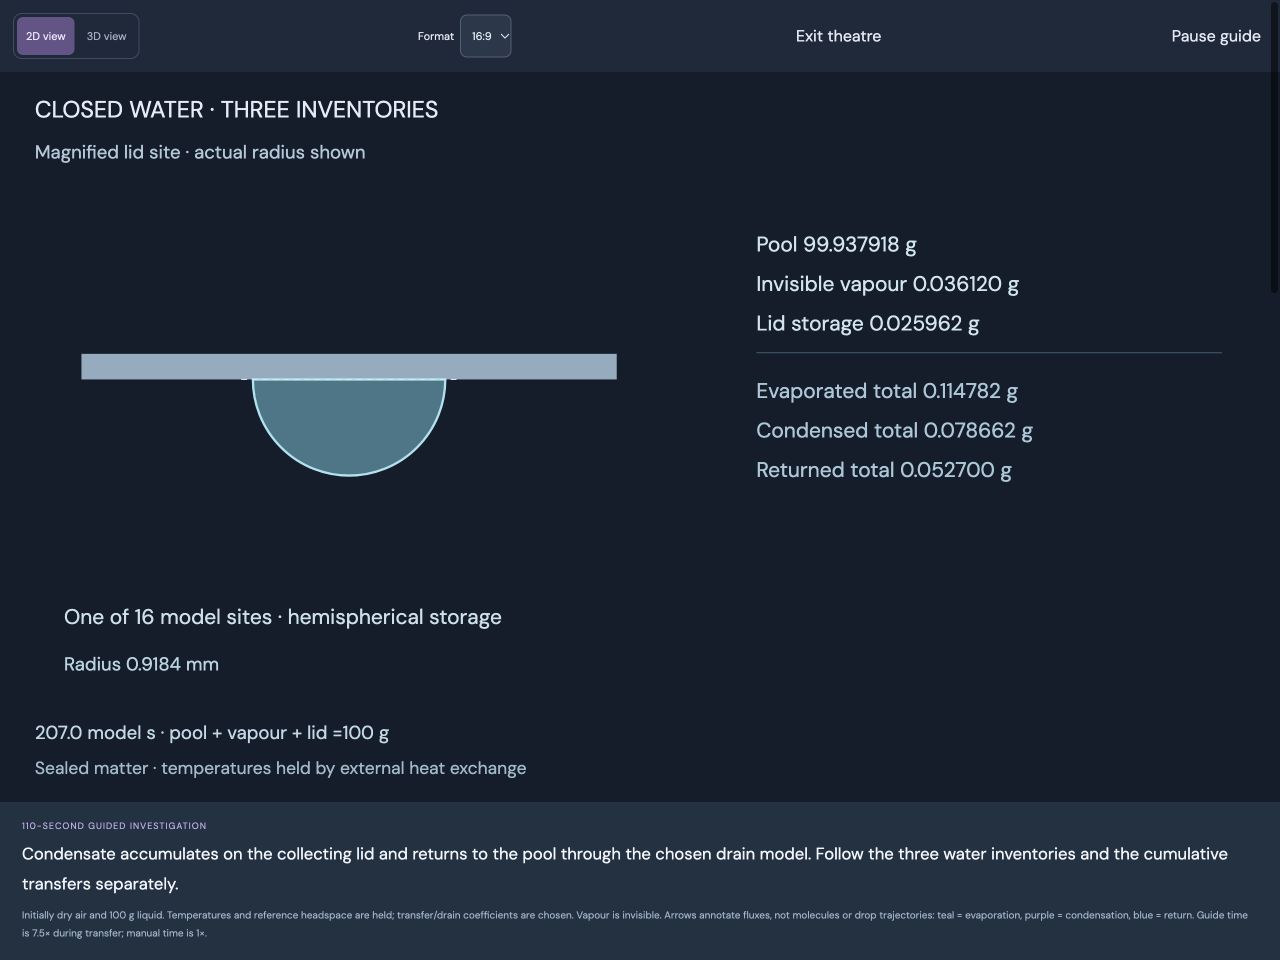 2D view
3D view
Format
16:9
Exit theatre
Pause guide
CLOSED WATER · THREE INVENTORIES
Magnified lid site · actual radius shown
Pool 99.937918 g
Invisible vapour 0.036120 g
Lid storage 0.025962 g
Evaporated total 0.114782 g
Condensed total 0.078662 g
Returned total 0.052700 g
One of 16 model sites · hemispherical storage
Radius 0.9184 mm
207.0 model s · pool + vapour + lid =100 g
Sealed matter · temperatures held by external heat exchange
110-SECOND GUIDED INVESTIGATION
Condensate accumulates on the collecting lid and returns to the pool through the chosen drain model. Follow the three water inventories and the cumulative
transfers separately.
Initially dry air and 100 g liquid. Temperatures and reference headspace are held; transfer/drain coefficients are chosen. Vapour is invisible. Arrows annotate fluxes, not molecules or drop trajectories: teal = evaporation, purple = condensation, blue = return. Guide time
is 7.5× during transfer; manual time is 1×.